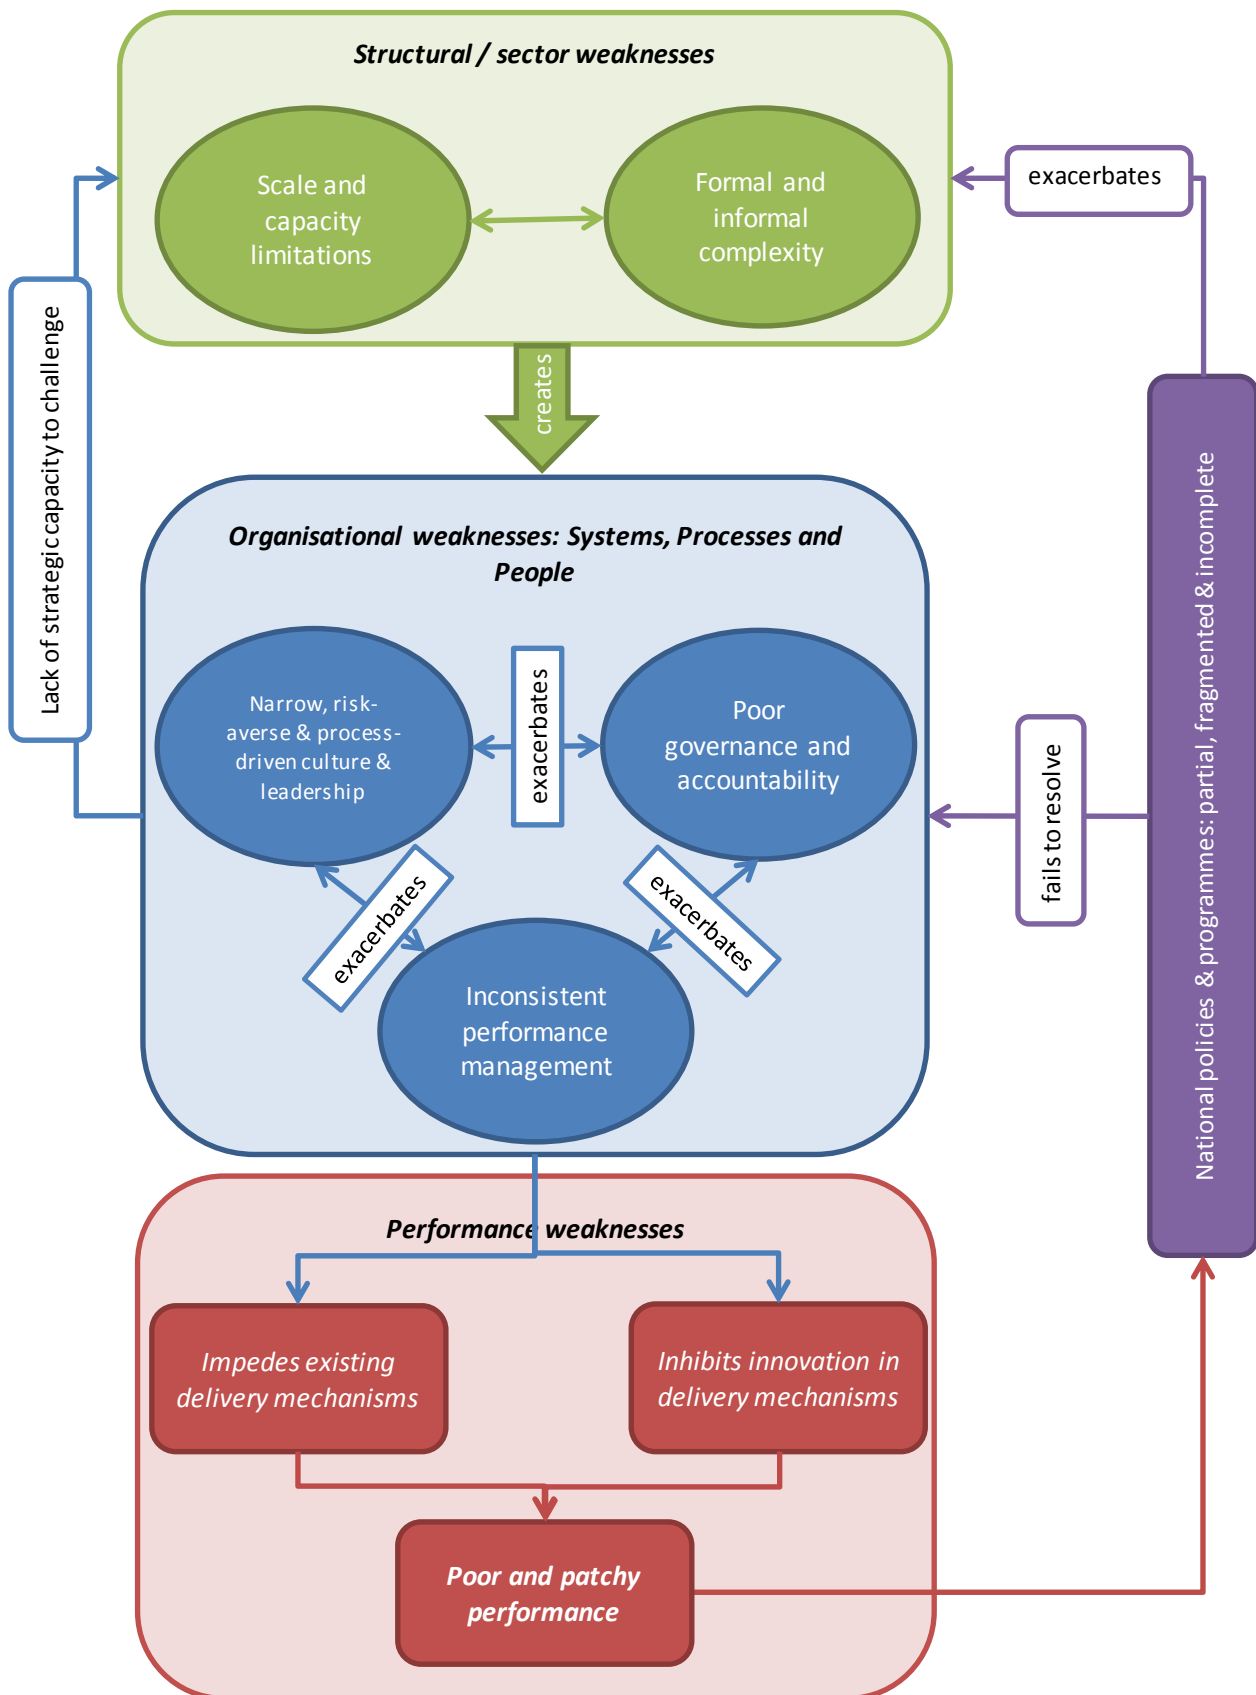 Structural / sector weaknesses
Scale and
capacity
limitations
Formal and
informal
complexity
exacerbates
Lack of strategic capacity to challenge
creates
Organisational weaknesses: Systems, Processes and
People
Narrow, risk-
averse & process-
driven culture &
leadership
exacerbates
Poor
governance and
accountability
exacerbates
exacerbates
Inconsistent
performance
management
fails to resolve
National policies & programmes: partial, fragmented & incomplete
Performance weaknesses
Impedes existing
delivery mechanisms
Inhibits innovation in
delivery mechanisms
Poor and patchy
performance